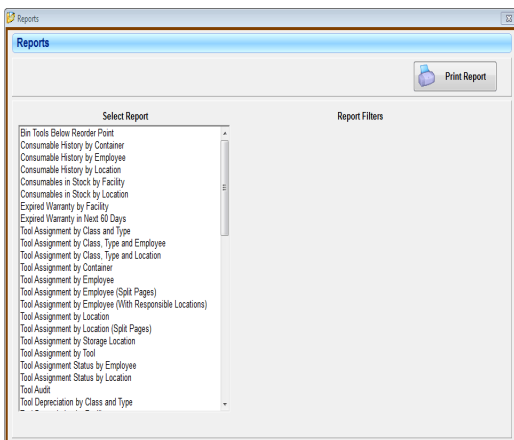 Reports
Reports
Print Report
Select Report
Report Filters
Bin Tools Below Reorder Point
Consumable History by Container
Consumable History by Employee
Consumable History by Location
Consumables in Stock by Facility
Consumables in Stock by Location
Expired Warranty by Facility
Expired Warranty in Next 60 Days
Tool Assignment by Class and Type
Tool Assignment by Class, Type and Employee
Tool Assignment by Class, Type and Location
Tool Assignment by Container
Tool Assignment by Employee
Tool Assignment by Employee (Split Pages)
Tool Assignment by Employee (With Responsible Locations)
Tool Assignment by Location
Tool Assignment by Location (Split Pages)
Tool Assignment by Storage Location
Tool Assignment by Tool
Tool Assignment Status by Employee
Tool Assignment Status by Location
Tool Audit
Tool Depreciation by Class and Type